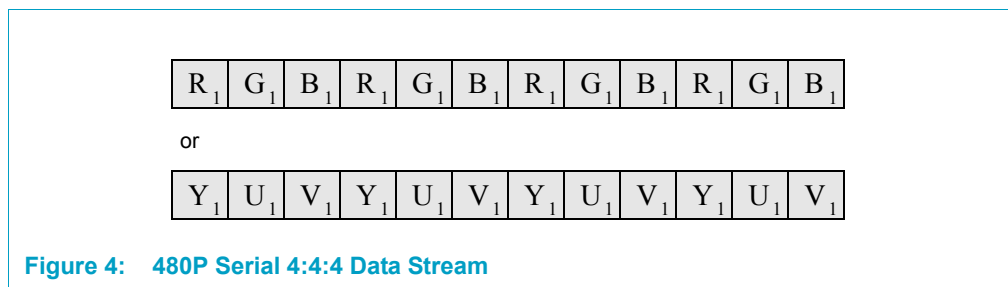 R₁ G₁ B₁ R₁ G₁ B₁ R₁ G₁ B₁ R₁ G₁ B₁
or
Y₁ U₁ V₁ Y₁ U₁ V₁ Y₁ U₁ V₁ Y₁ U₁ V₁
Figure 4: 480P Serial 4:4:4 Data Stream